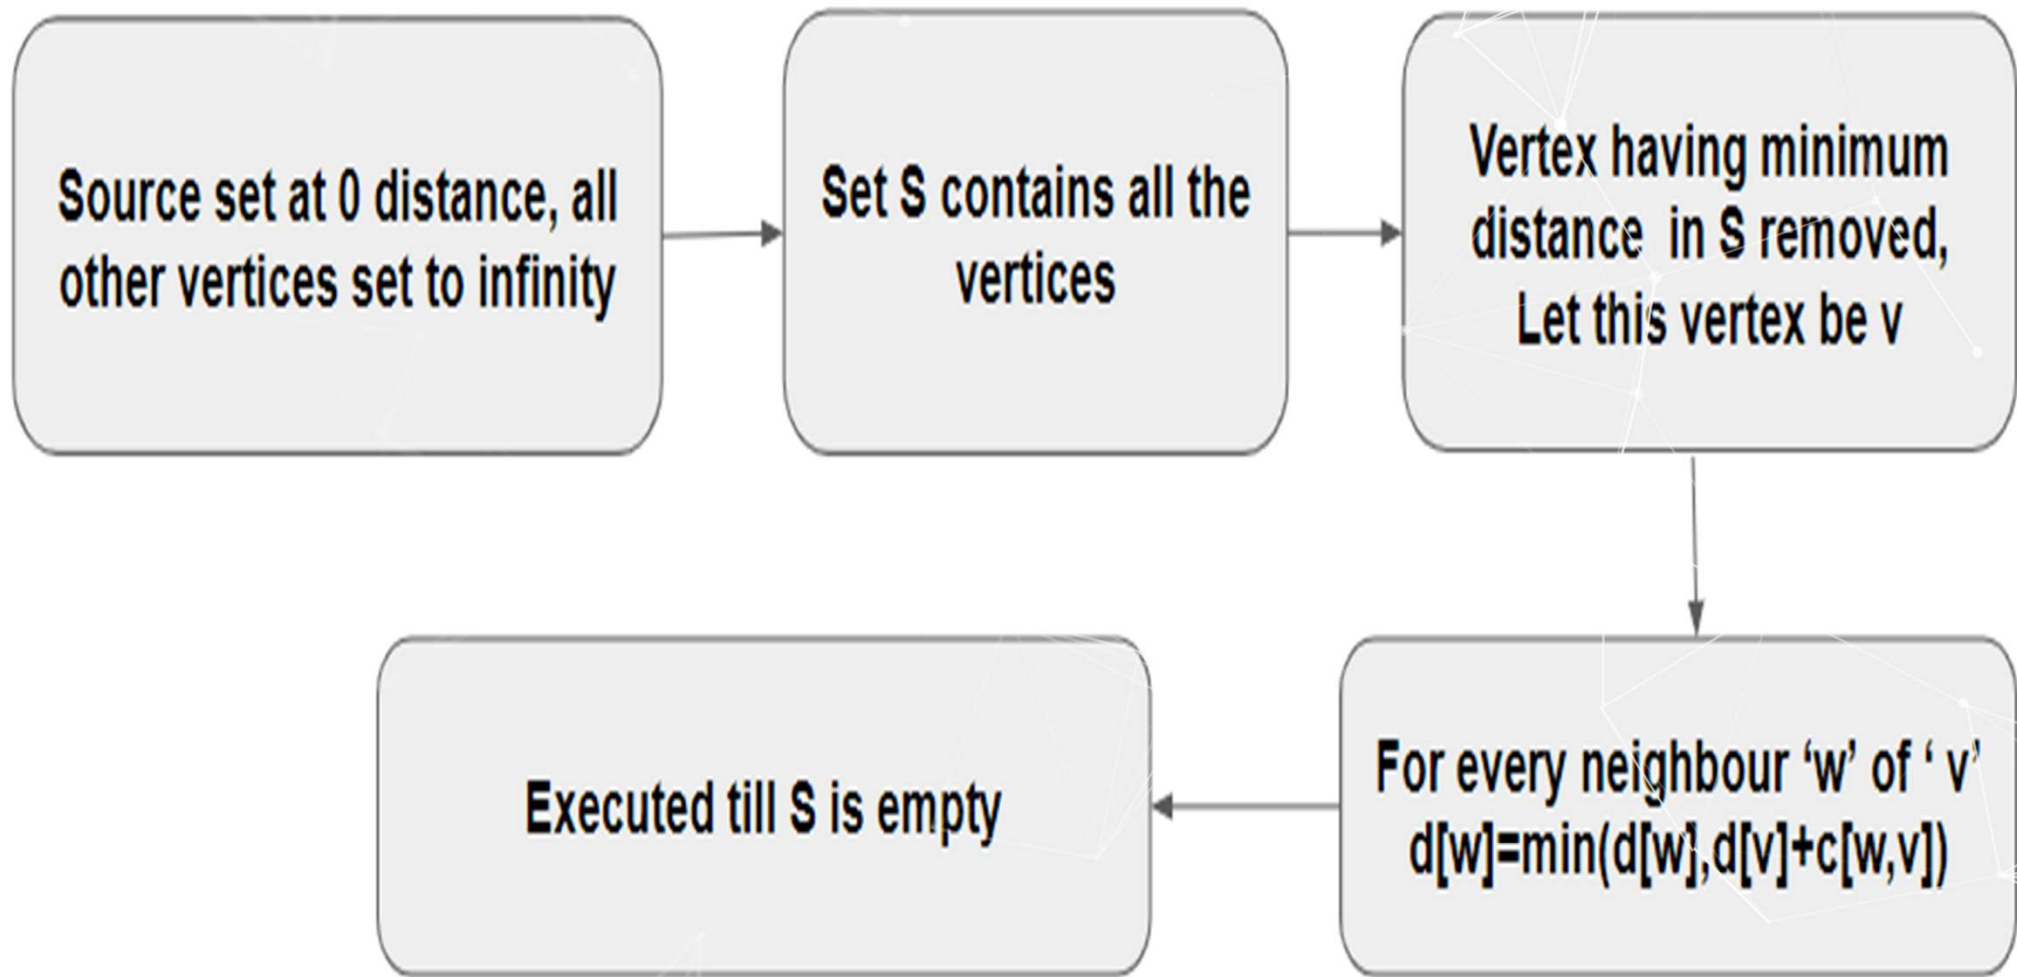 Source set at 0 distance, all
other vertices set to infinity
Set S contains all the
vertices
Vertex having minimum
distance in S removed,
Let this vertex be v
For every neighbour ‘w’ of ‘ v’
d[w]=min(d[w],d[v]+c[w,v])
Executed till S is empty